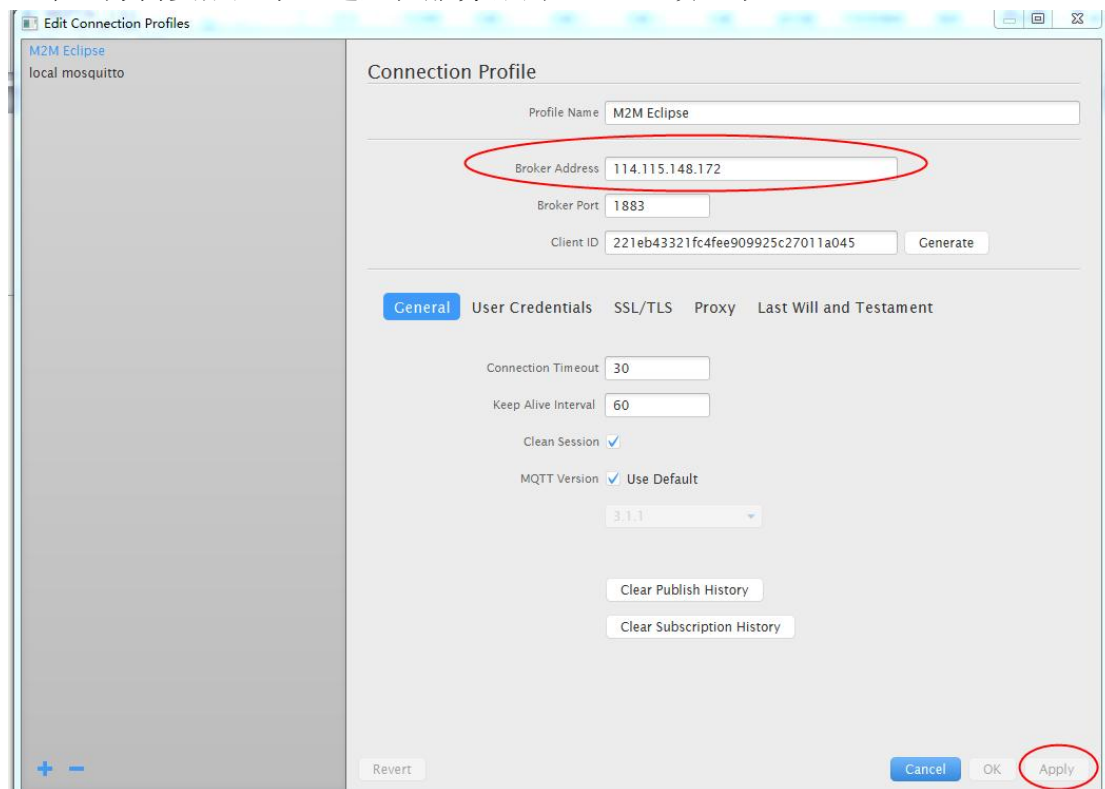 Edit Connection Profiles
M2M Eclipse
local mosquitto
Connection Profile
Profile Name M2M Eclipse
Broker Address 114.115.148.172
Broker Port 1883
Client ID 221eb43321fc4fee909925c27011a045 Generate
General User Credentials SSL/TLS Proxy Last Will and Testament
Connection Timeout 30
Keep Alive Interval 60
Clean Session
MQTT Version Use Default
3.1.1
Clear Publish History
Clear Subscription History
Revert Cancel OK Apply